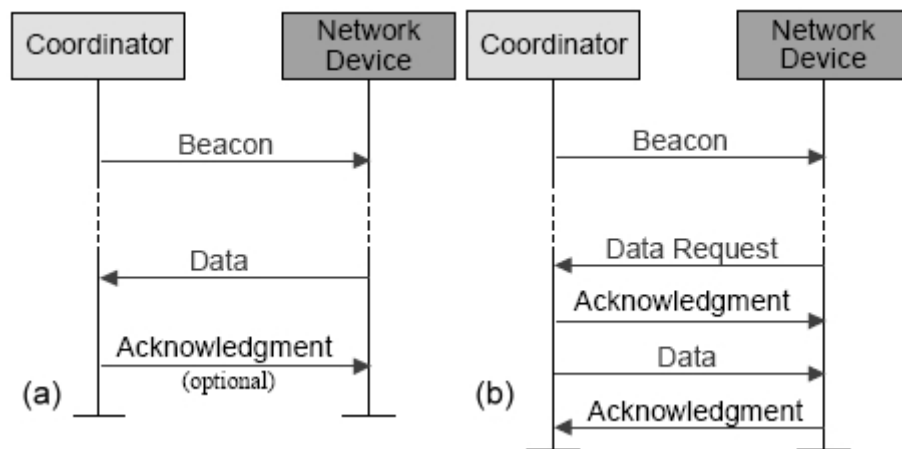 Coordinator
Network
Device
Beacon
Data
Acknowledgment
(optional)
(a)
Coordinator
Network
Device
Beacon
Data Request
Acknowledgment
Data
Acknowledgment
(b)